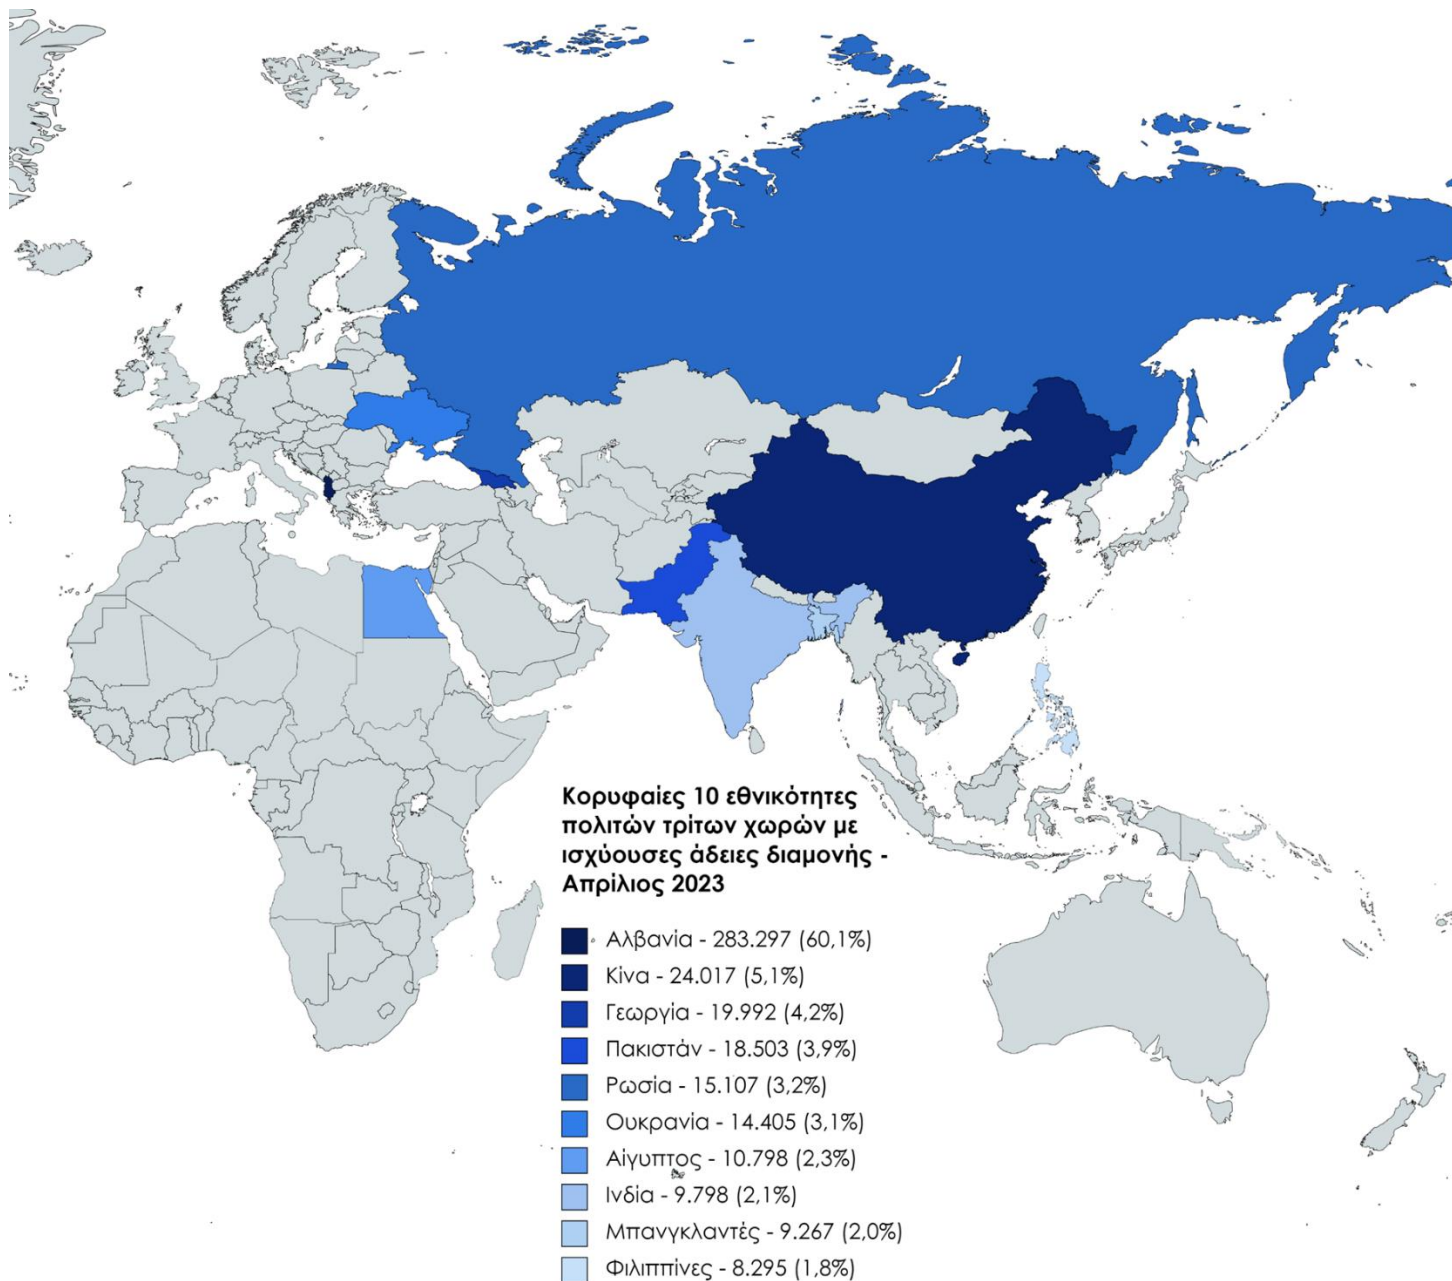 Κορυφαίες 10 εθνικότητες
πολιτών τρίτων χωρών με
ισχύουσες άδειες διαμονής -
Απρίλιος 2023
Αλβανία - 283.297 (60,1%)
Κίνα - 24.017 (5,1%)
Γεωργία - 19.992 (4,2%)
Πακιστάν - 18.503 (3,9%)
Ρωσία - 15.107 (3,2%)
Ουκρανία - 14.405 (3,1%)
Αίγυπτος - 10.798 (2,3%)
Ινδία - 9.798 (2,1%)
Μπανγκλαντές - 9.267 (2,0%)
Φιλιππίνες - 8.295 (1,8%)